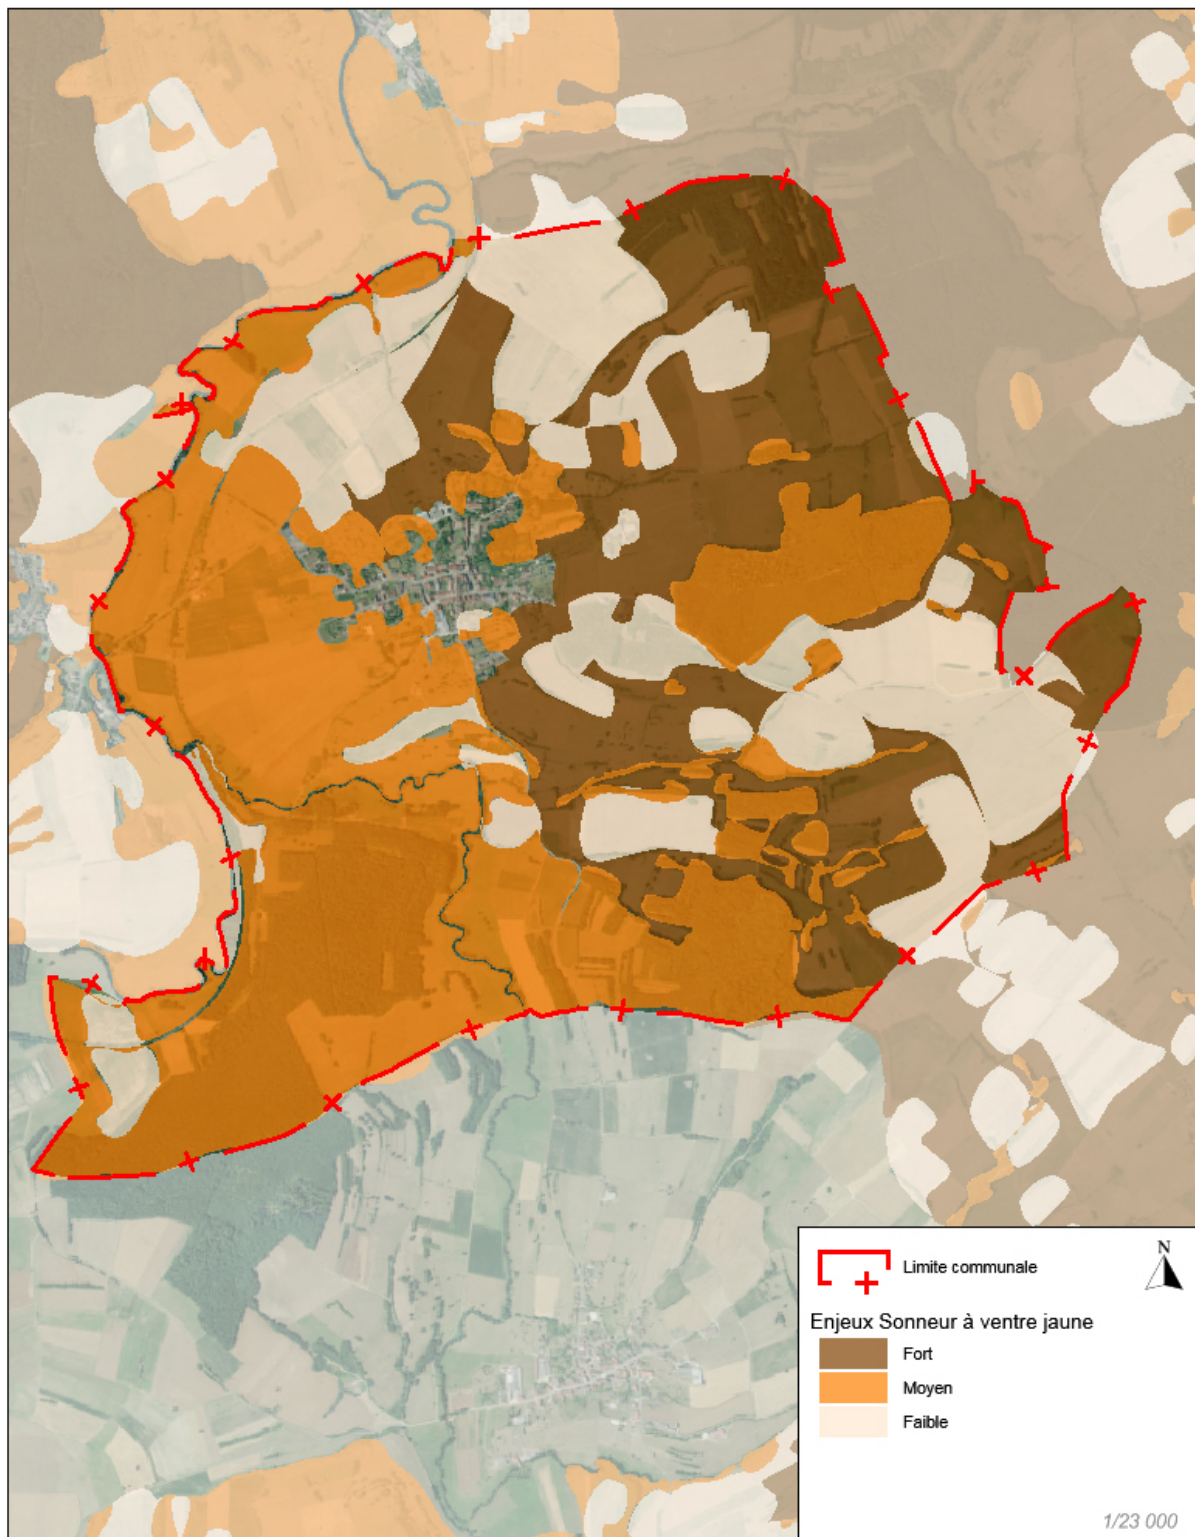 N
Limite communale
Enjeux Sonneur à ventre jaune
Fort
Moyen
Faible
1/23 000